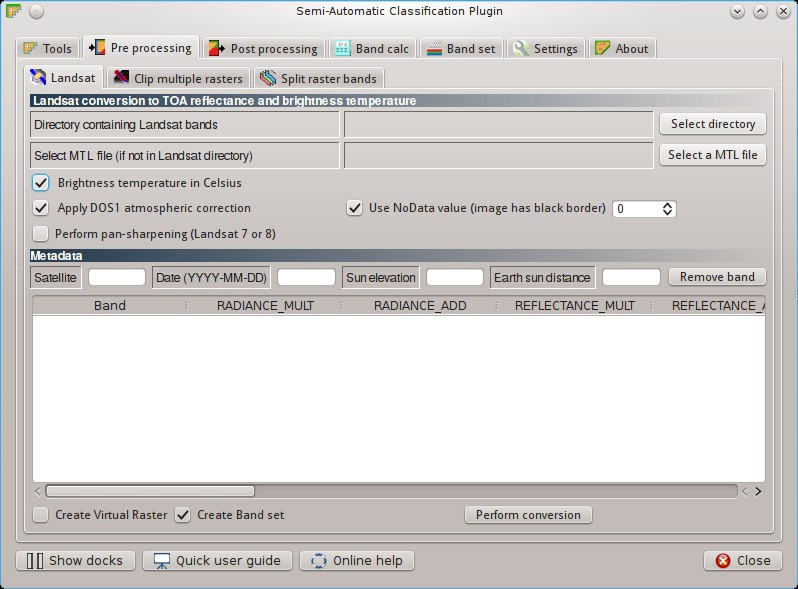 Semi-Automatic Classification Plugin
Tools Pre processing Post processing Band calc Band set Settings About
Landsat Clip multiple rasters Split raster bands
Landsat conversion to TOA reflectance and brightness temperature
Directory containing Landsat bands Select directory
Select MTL file (if not in Landsat directory) Select a MTL file
Brightness temperature in Celsius
Apply DOS1 atmospheric correction Use NoData value (image has black border) 0
Perform pan-sharpening (Landsat 7 or 8)
Metadata
Satellite Date (YYYY-MM-DD) Sun elevation Earth sun distance Remove band
Band RADIANCE_MULT RADIANCE_ADD REFLECTANCE_MULT REFLECTANCE_A
Create Virtual Raster Create Band set Perform conversion
Show docks Quick user guide Online help Close